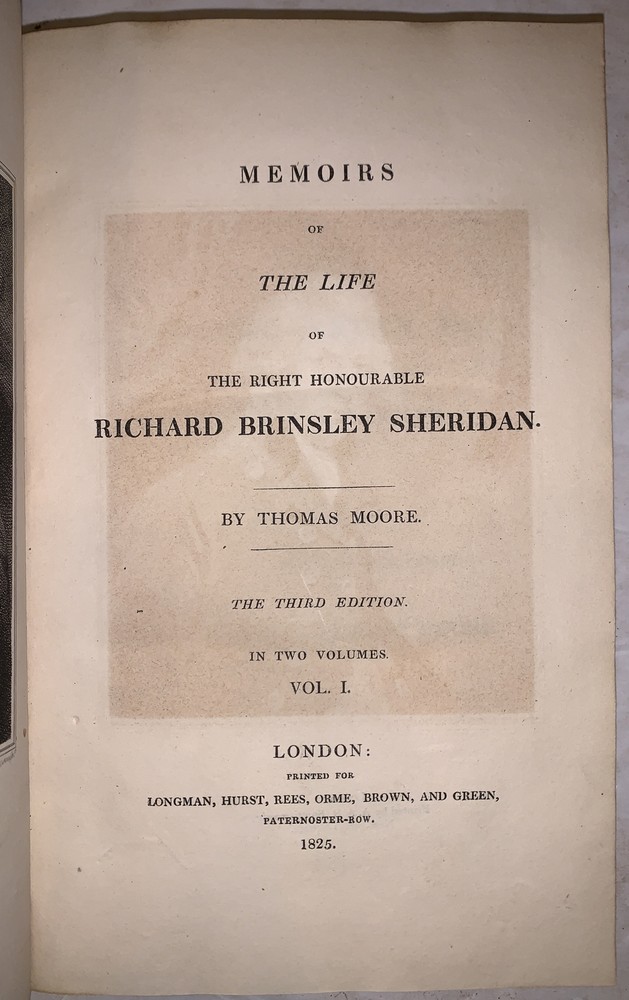 MEMOIRS
OF
THE LIFE
OF
THE RIGHT HONOURABLE
RICHARD BRINSLEY SHERIDAN.
BY THOMAS MOORE.
THE THIRD EDITION.
IN TWO VOLUMES.
VOL. I.
LONDON:
PRINTED FOR
LONGMAN, HURST, REES, ORME, BROWN, AND GREEN,
PATERNOSTER-ROW.
1825.